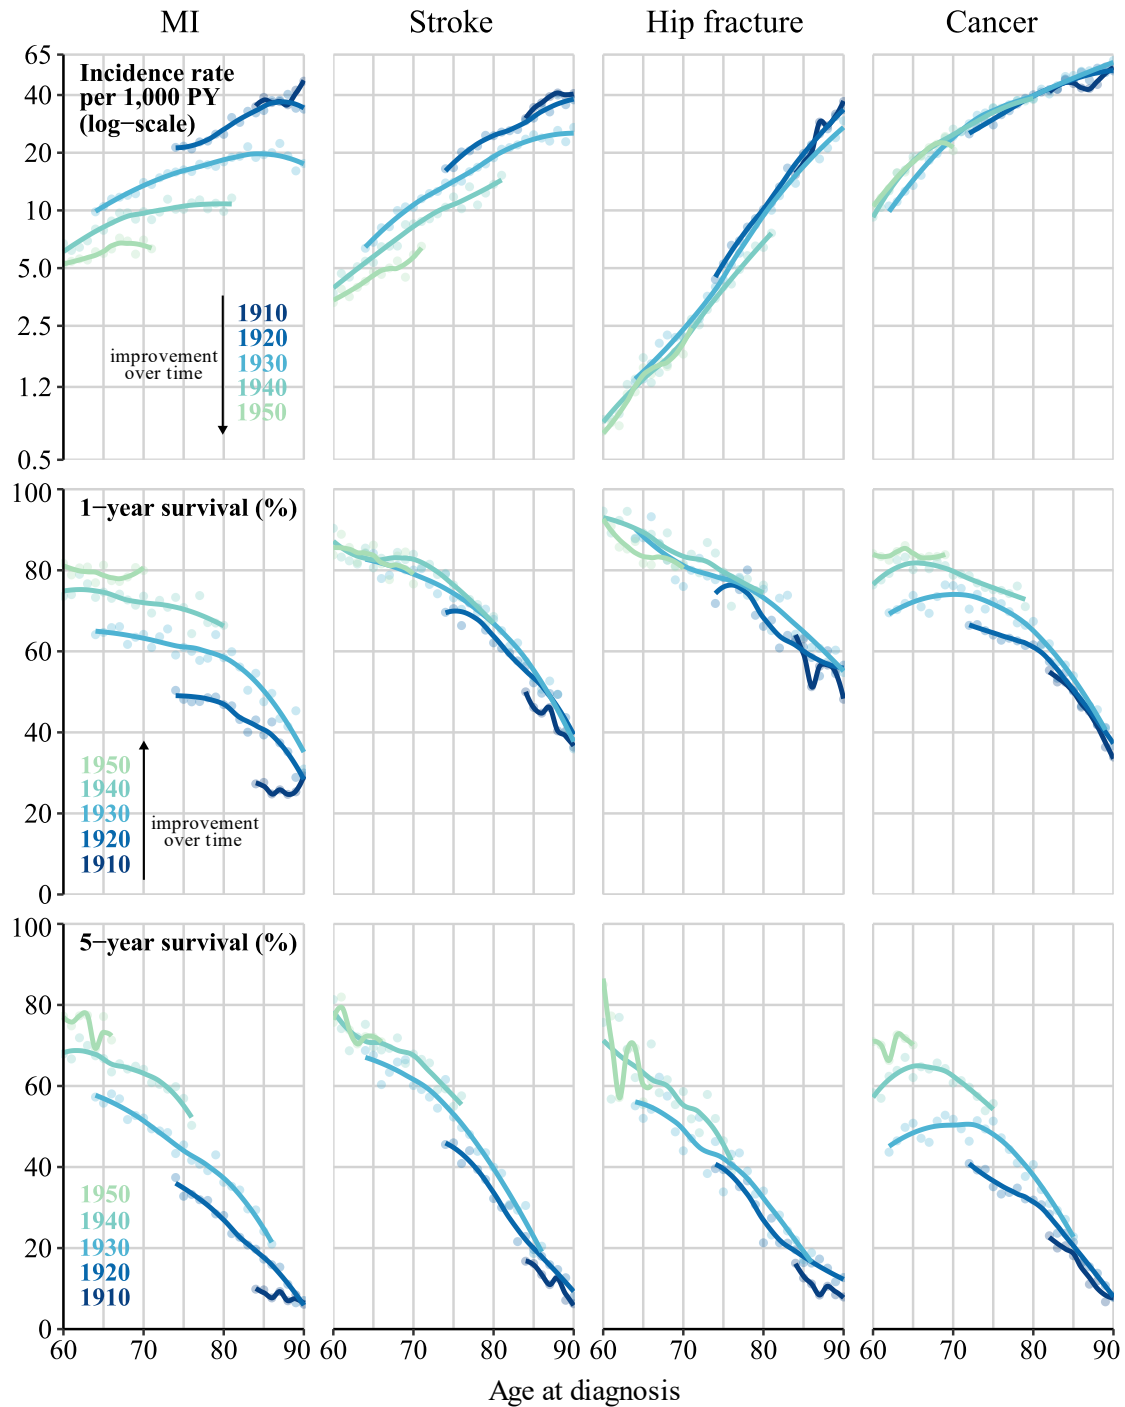 MI Stroke Hip fracture Cancer
65
Incidence rate
per 1,000 PY
(log−scale)
40
20
10
5.0
2.5
1.2
0.5
1910
1920
1930
1940
1950
improvement
over time
100
1−year survival (%)
80
60
40
20
0
1950
1940
1930
1920
1910
improvement
over time
100
5−year survival (%)
80
60
40
20
0
1950
1940
1930
1920
1910
60 70 80 90 60 70 80 90 60 70 80 90 60 70 80 90
Age at diagnosis